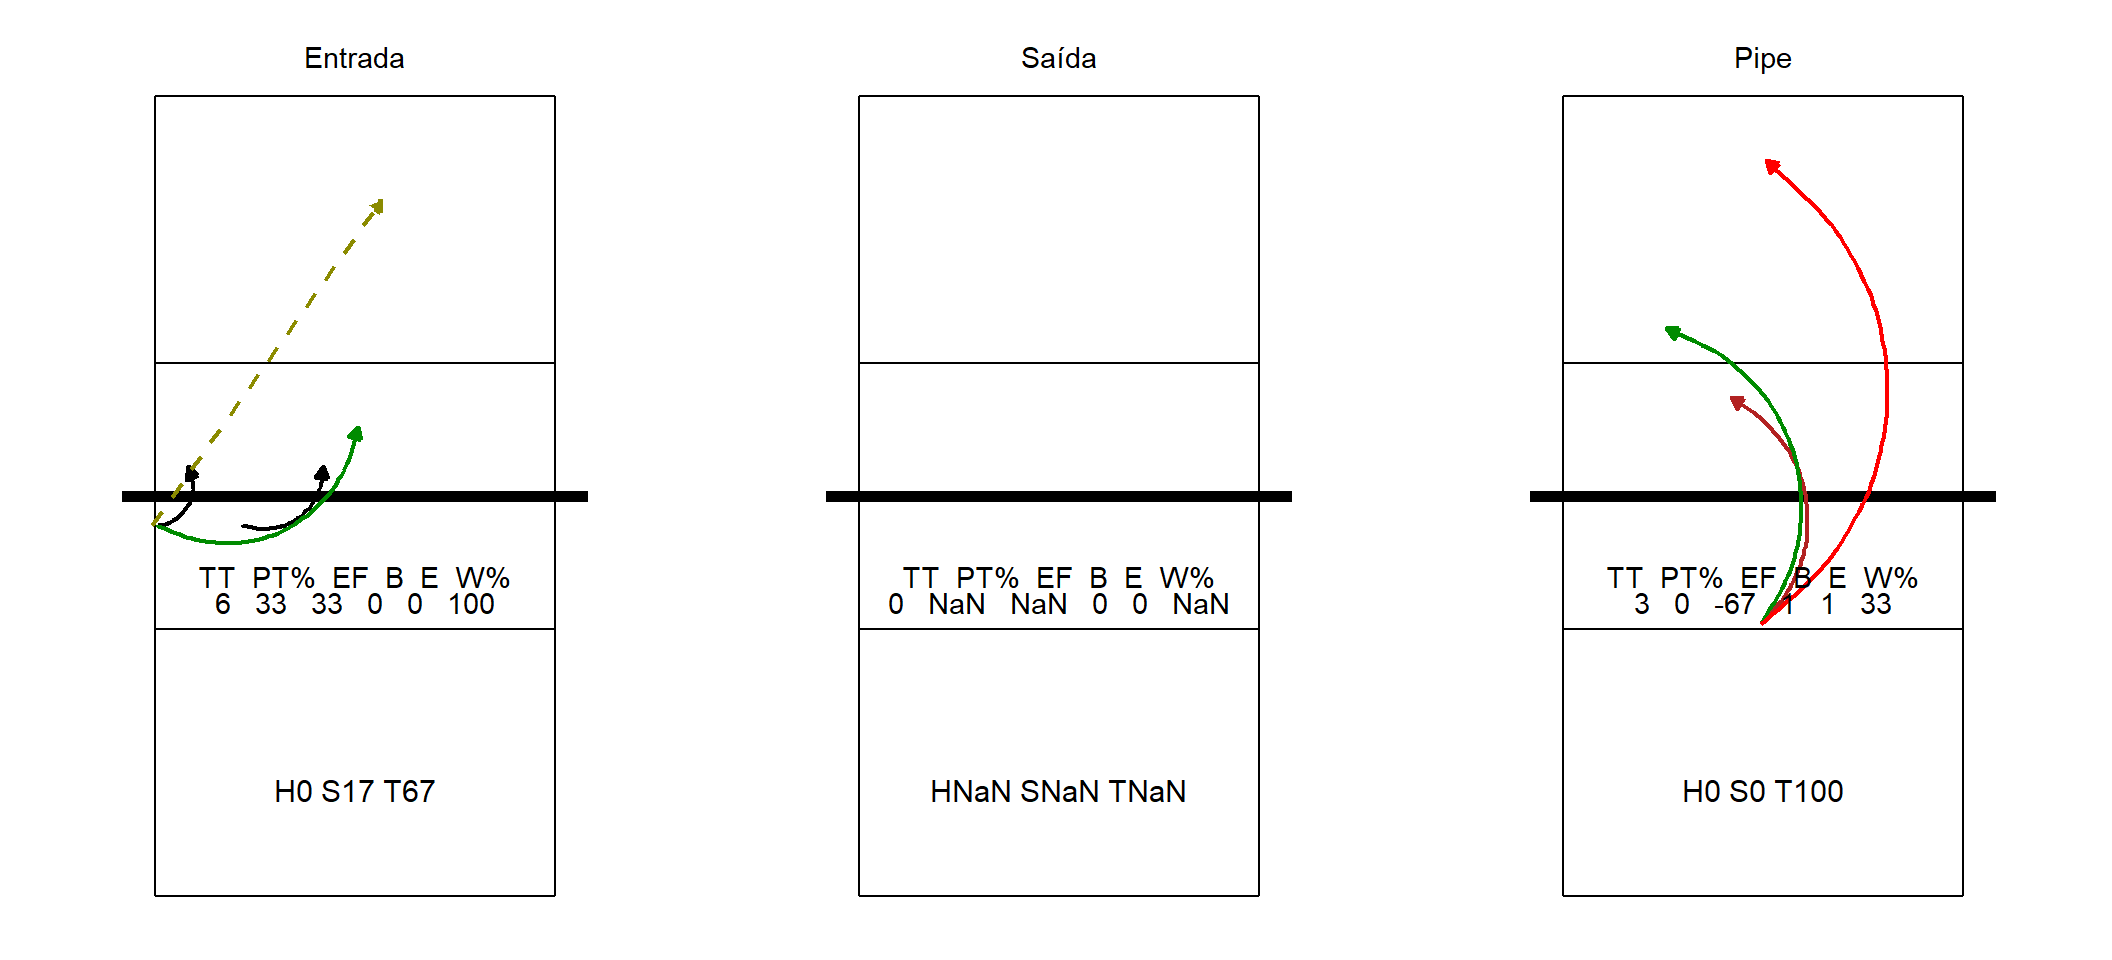 Entrada
TT PT% EF B E W%
6 33 33 0 0 100
H0 S17 T67
Saída
TT PT% EF B E W%
0 NaN NaN 0 0 NaN
HNaN SNaN TNaN
Pipe
TT PT% EF B E W%
3 0 -67 1 1 33
H0 S0 T100